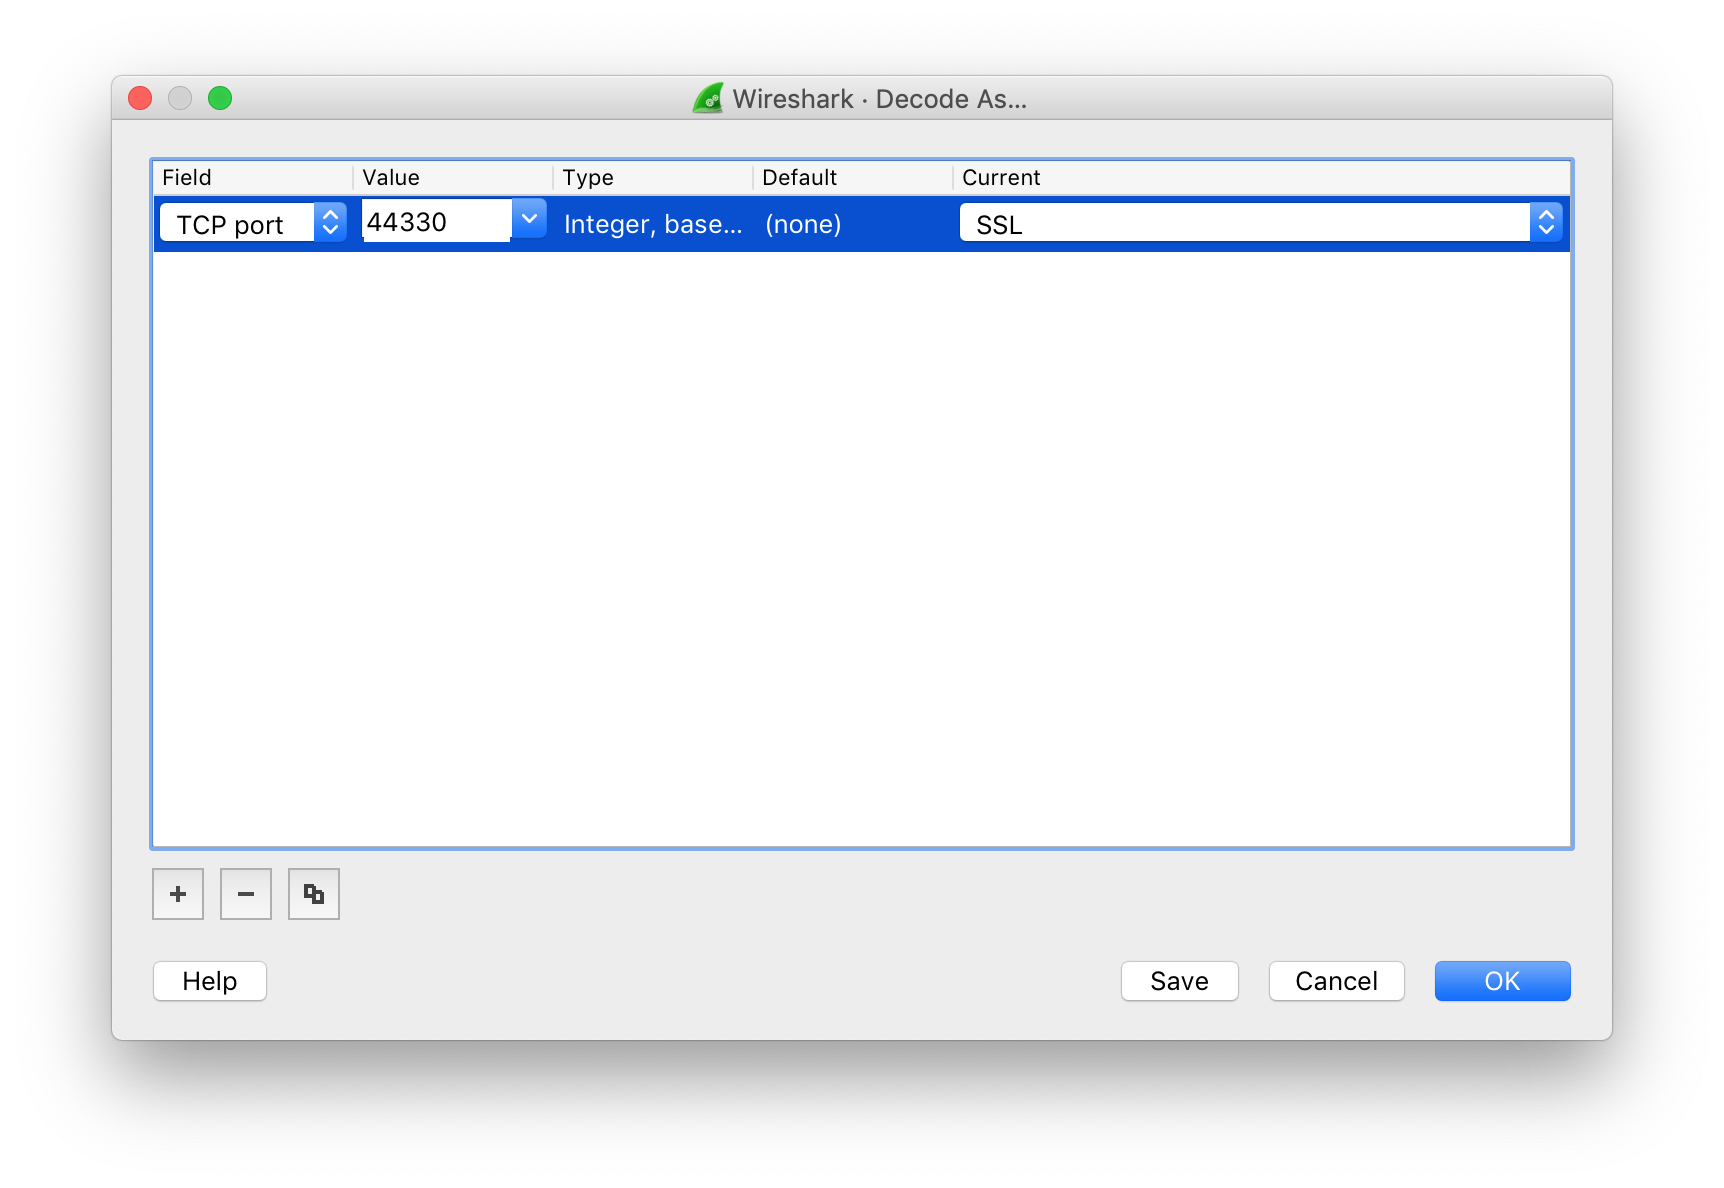 Wireshark · Decode As...
Field Value Type Default Current
TCP port 44330 Integer, base... (none) SSL
+ −
Help Save Cancel OK